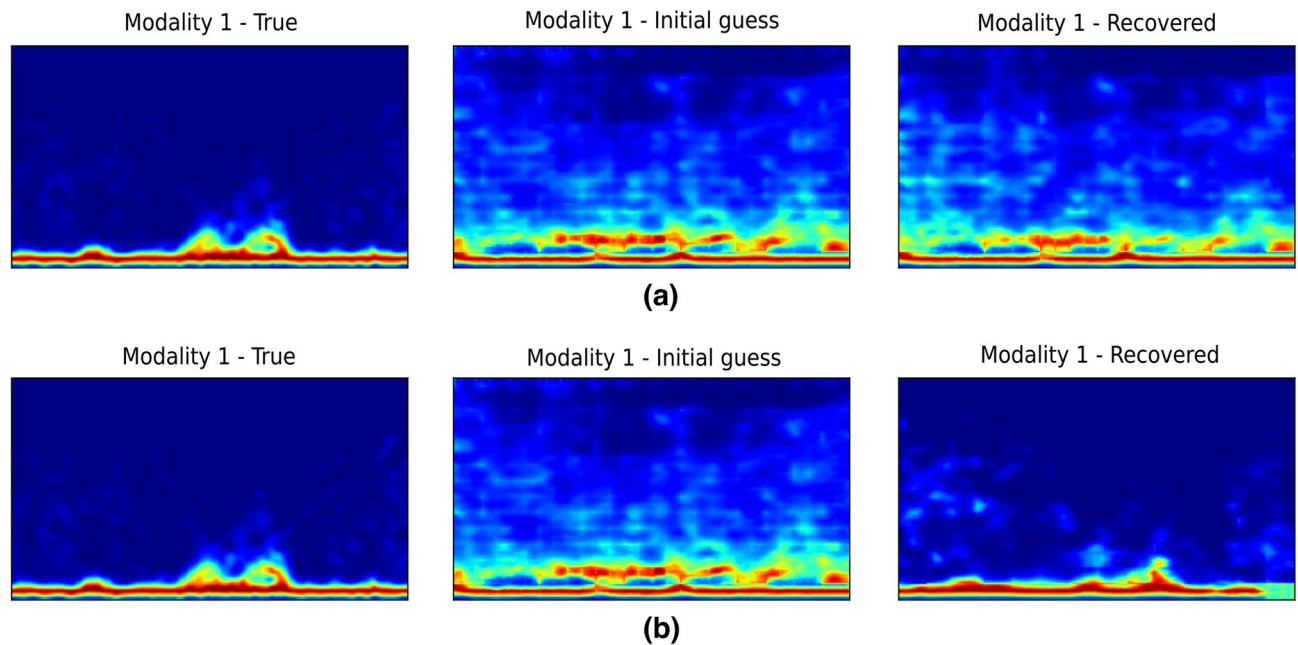 Modality 1 - True
Modality 1 - Initial guess
Modality 1 - Recovered
(a)
Modality 1 - True
Modality 1 - Initial guess
Modality 1 - Recovered
(b)